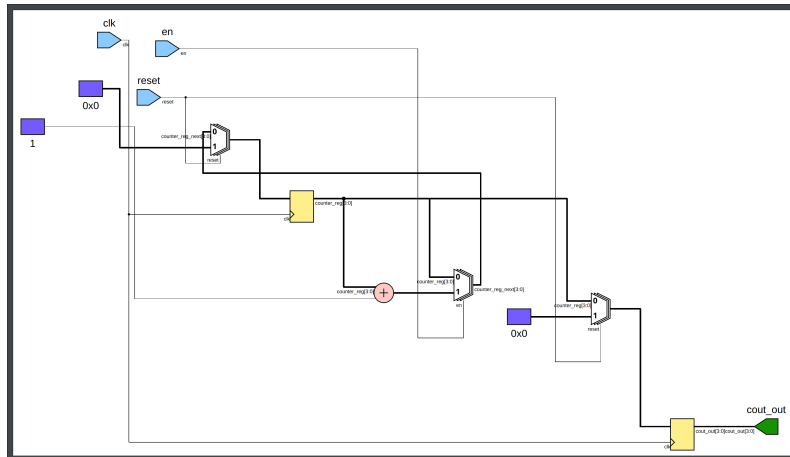 clk
clk
en
en
reset
reset
0x0
1
counter_reg_next[3:0]
0
1
reset
counter_reg[3:0]
clk
counter_reg[3:0]
0
counter_reg[3:0]
1
counter_reg_next[3:0]
en
0
counter_reg[3:0]
1
reset
0x0
cout_out
cout_out[3:0]cout_out[3:0]
clk